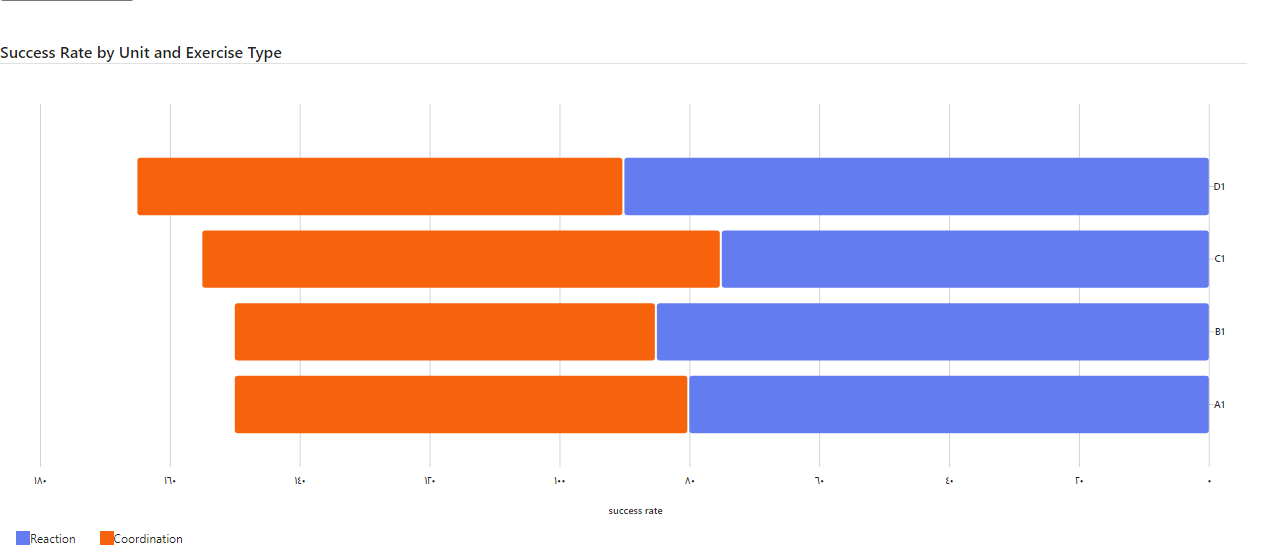 Success Rate by Unit and Exercise Type
D1
C1
B1
A1
١٨٠ ١٦٠ ١٤٠ ١٢٠ ١٠٠ ٨٠ ٦٠ ٤٠ ٢٠ ٠
success rate
Reaction Coordination